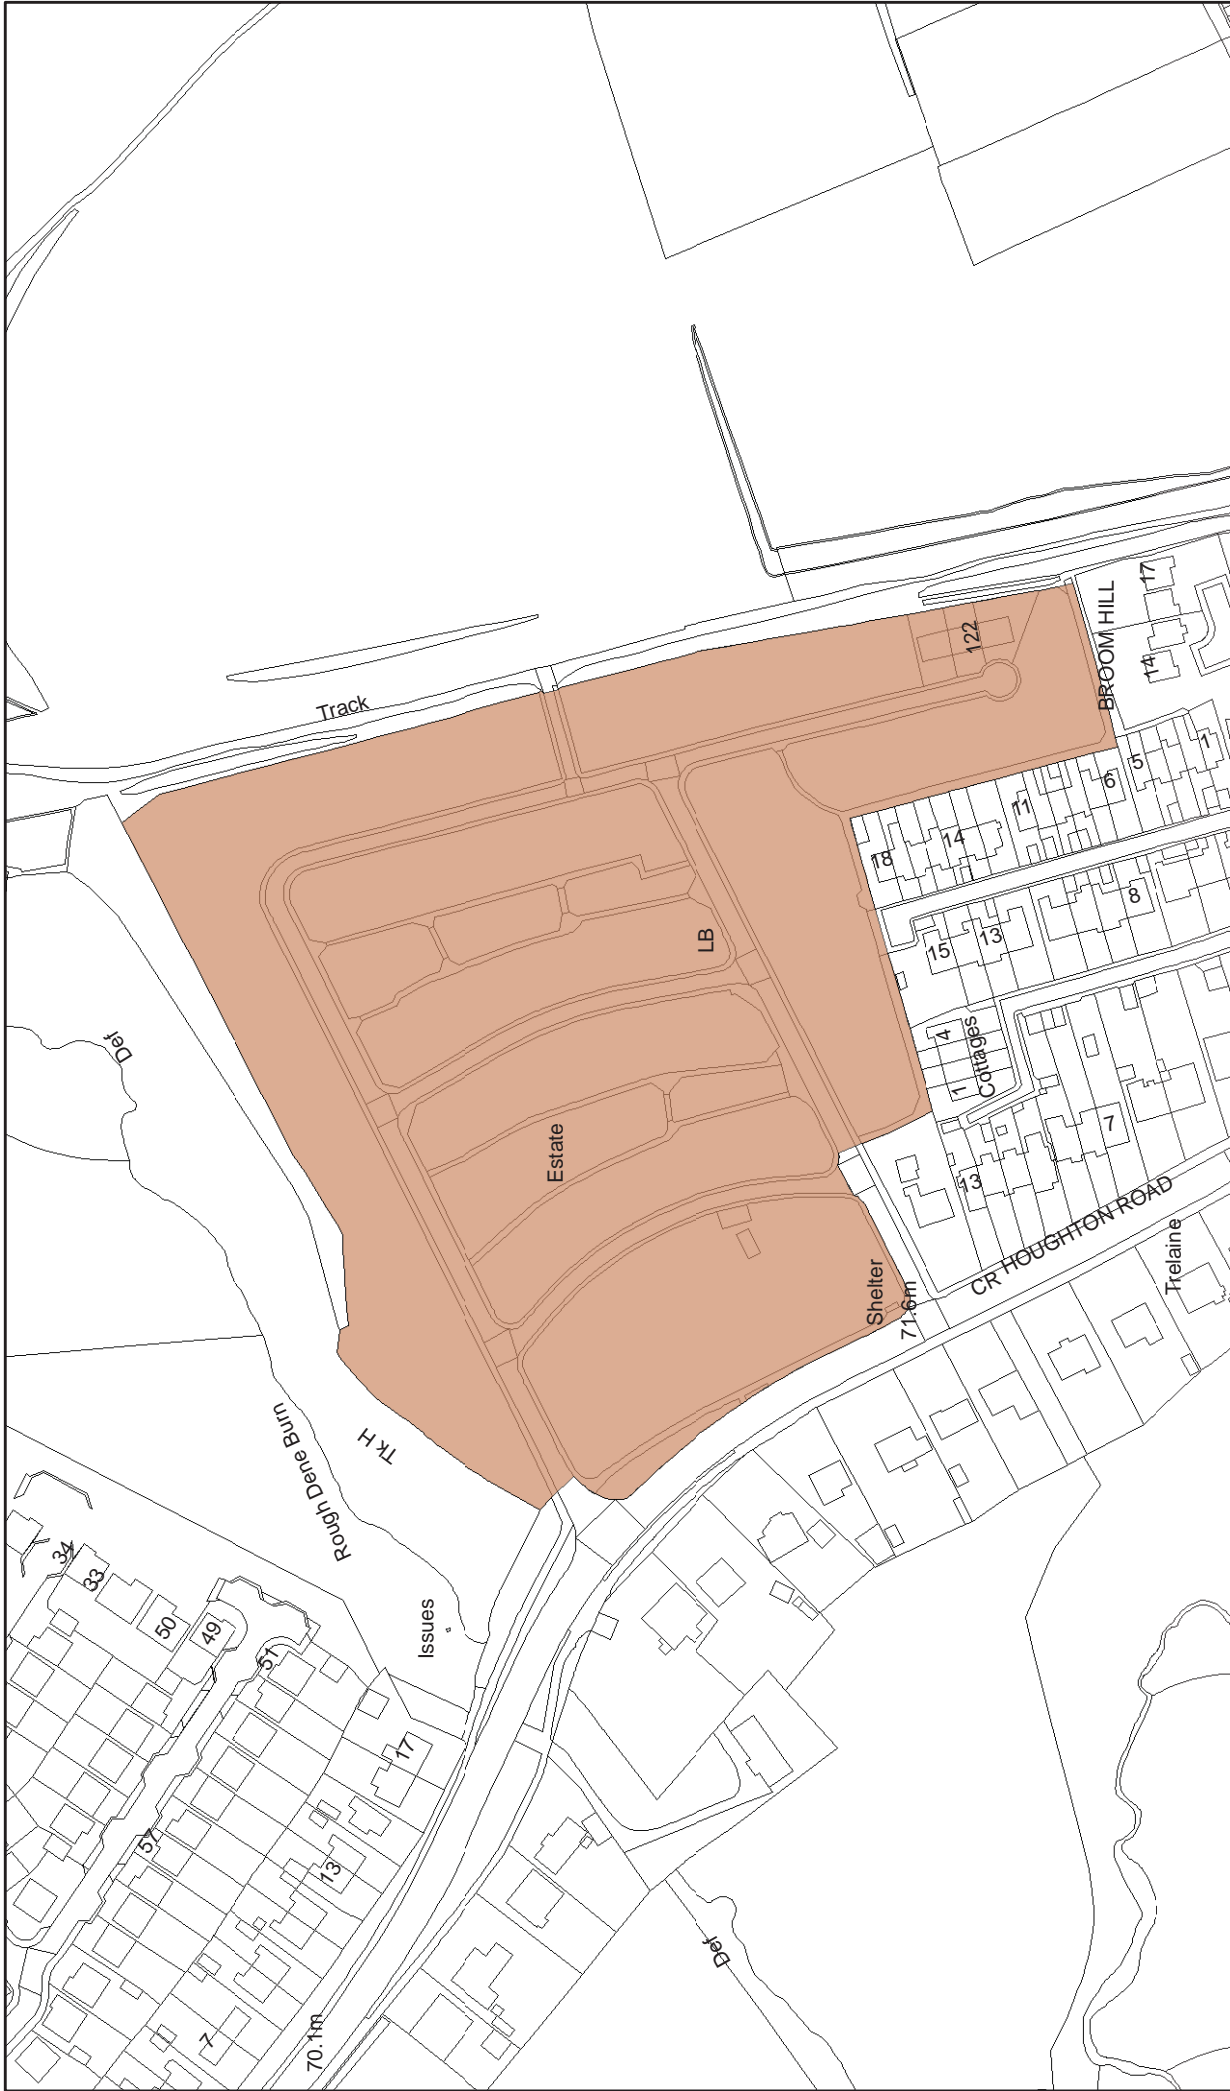 Track
Def
Rough Dene Burn
Tk H
Issues
34
33
50
49
51
57
17
13
7
70.1m
Estate
LB
122
BROOM HILL
17
14
18
14
11
6
5
1
15
13
8
4
1
Cottages
13
7
CR HOUGHTON ROAD
Shelter
71.6m
Trelaine
Def